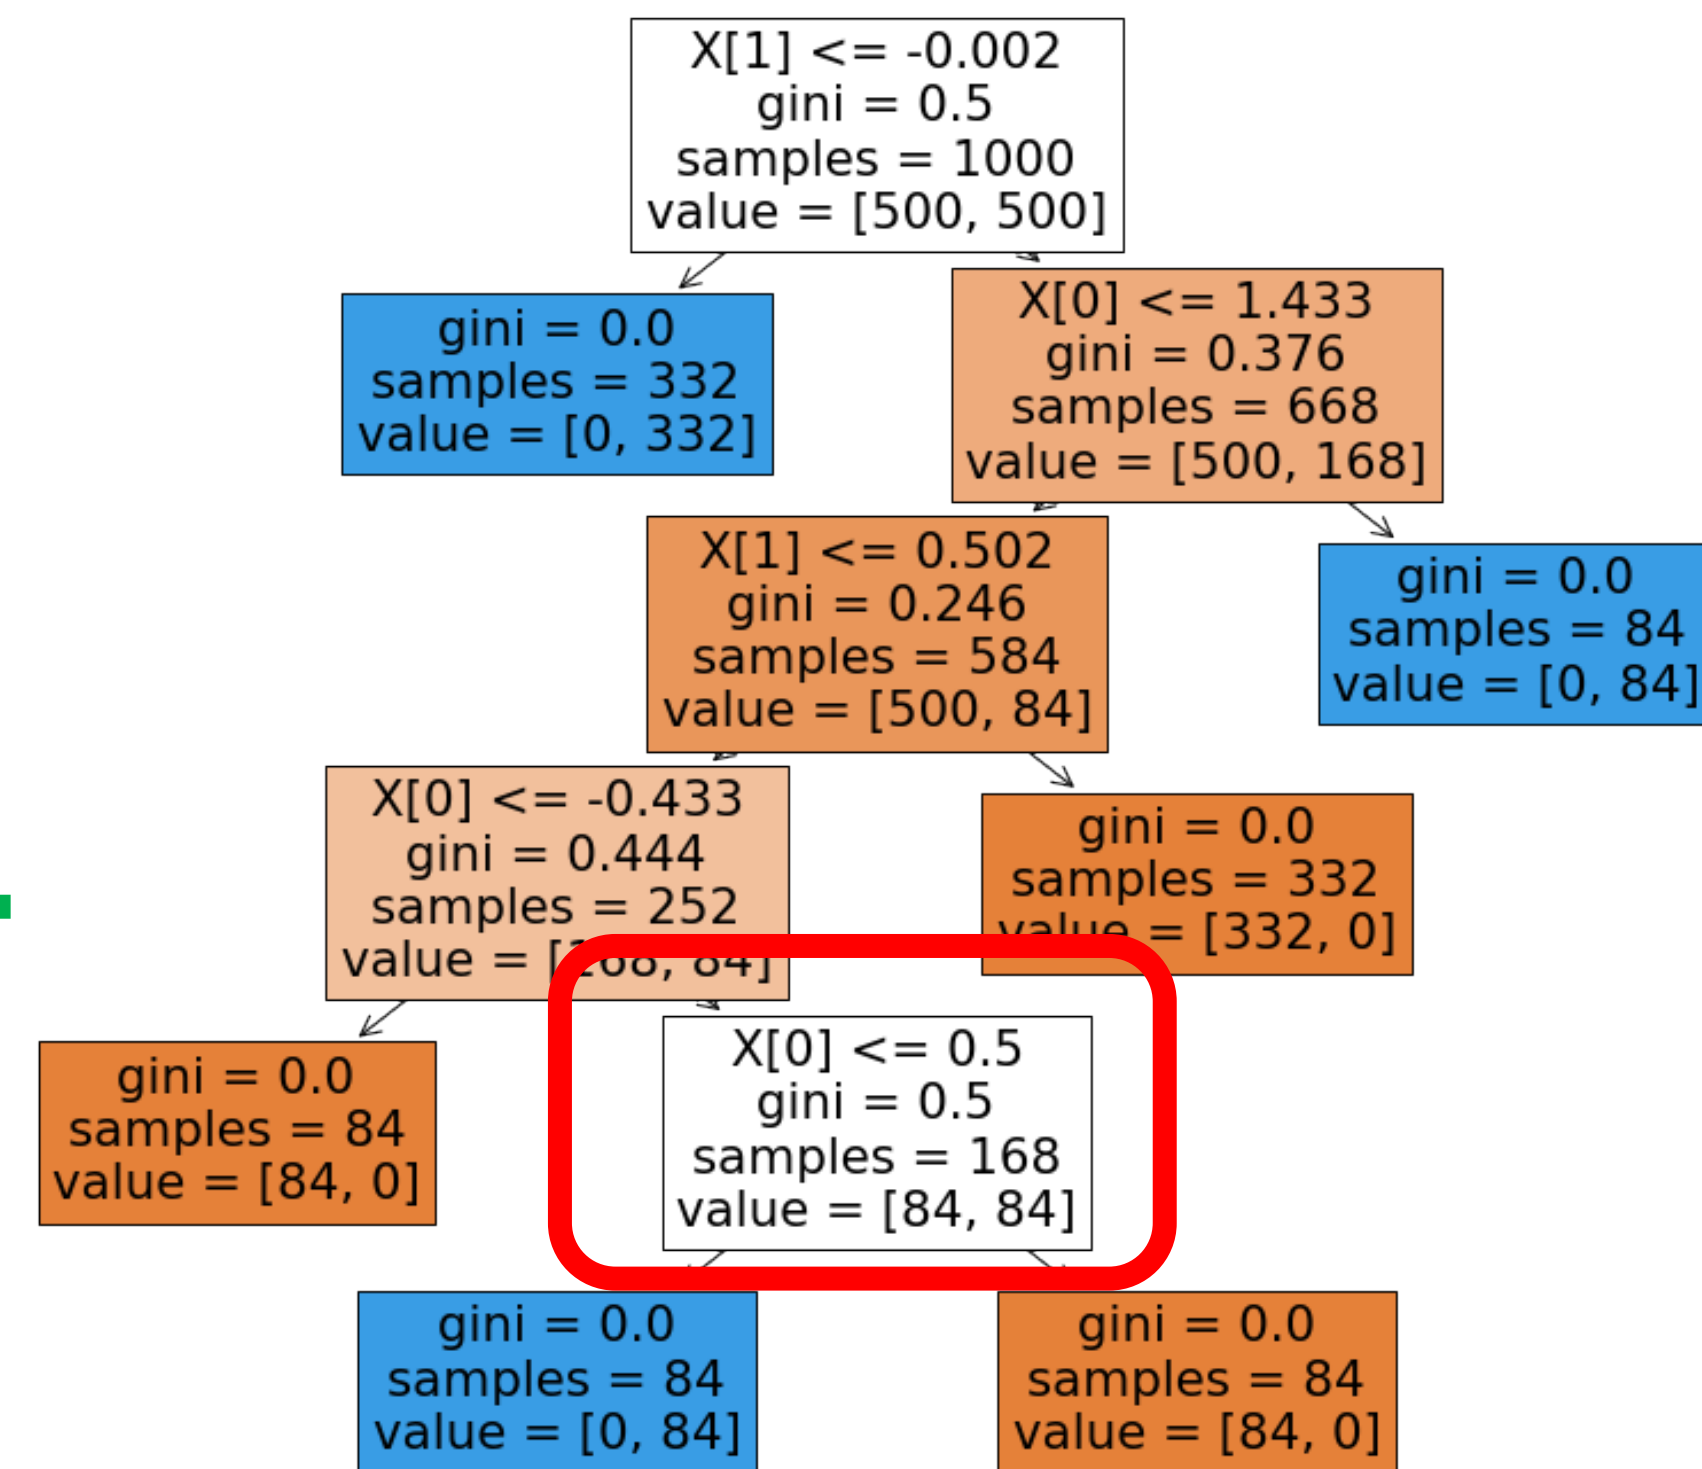 X[1] <= -0.002
gini = 0.5
samples = 1000
value = [500, 500]
gini = 0.0
samples = 332
value = [0, 332]
X[0] <= 1.433
gini = 0.376
samples = 668
value = [500, 168]
X[1] <= 0.502
gini = 0.246
samples = 584
value = [500, 84]
gini = 0.0
samples = 84
value = [0, 84]
X[0] <= -0.433
gini = 0.444
samples = 252
value = [168, 84]
gini = 0.0
samples = 332
value = [332, 0]
gini = 0.0
samples = 84
value = [84, 0]
X[0] <= 0.5
gini = 0.5
samples = 168
value = [84, 84]
gini = 0.0
samples = 84
value = [0, 84]
gini = 0.0
samples = 84
value = [84, 0]